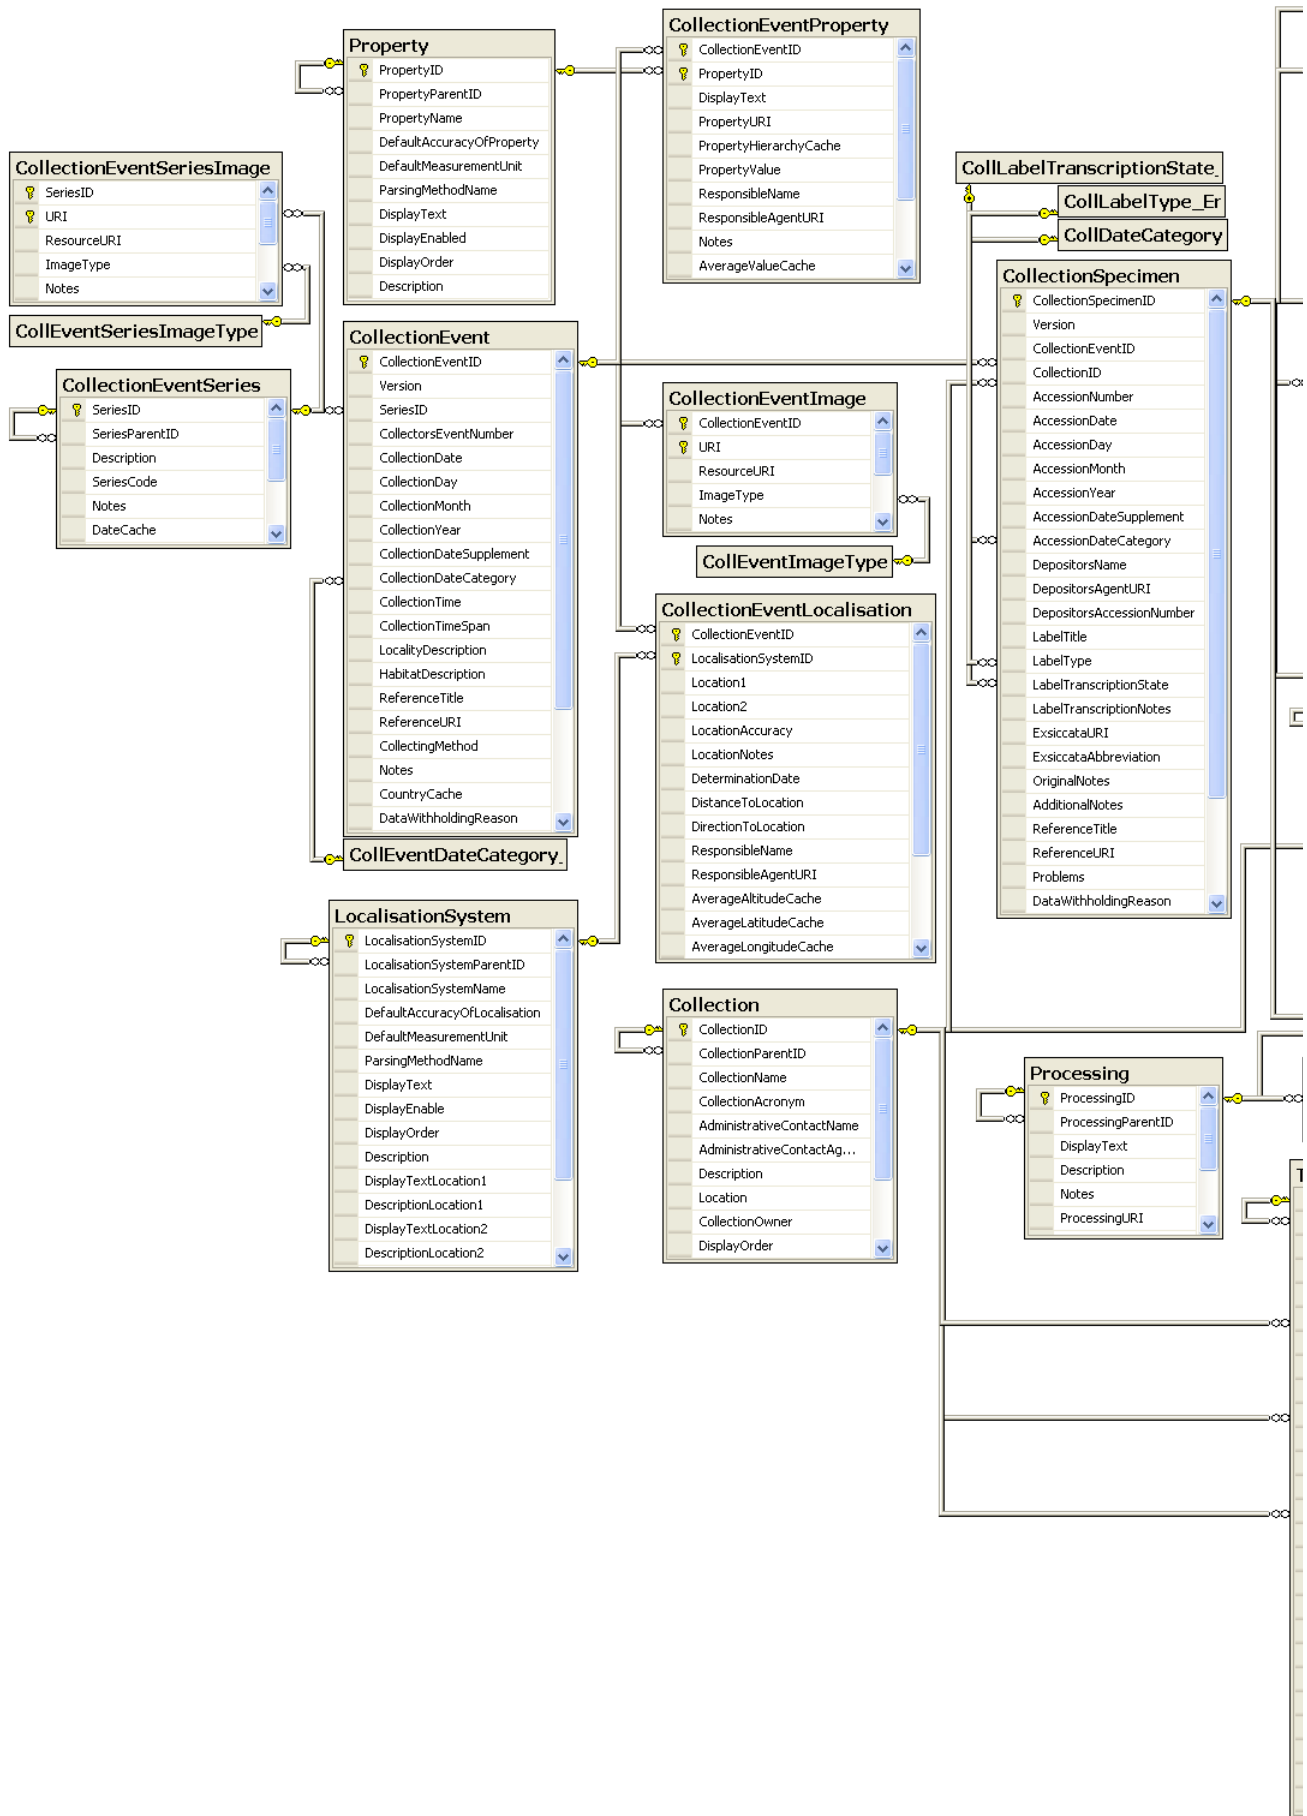 CollectionEventSeriesImage
SeriesID
URI
ResourceURI
ImageType
Notes
CollEventSeriesImageType
CollectionEventSeries
SeriesID
SeriesParentID
Description
SeriesCode
Notes
DateCache
Property
PropertyID
PropertyParentID
PropertyName
DefaultAccuracyOfProperty
DefaultMeasurementUnit
ParsingMethodName
DisplayText
DisplayEnabled
DisplayOrder
Description
CollectionEvent
CollectionEventID
Version
SeriesID
CollectorsEventNumber
CollectionDate
CollectionDay
CollectionMonth
CollectionYear
CollectionDateSupplement
CollectionDateCategory
CollectionTime
CollectionTimeSpan
LocalityDescription
HabitatDescription
ReferenceTitle
ReferenceURI
CollectingMethod
Notes
CountryCache
DataWithholdingReason
CollEventDateCategory_
LocalisationSystem
LocalisationSystemID
LocalisationSystemParentID
LocalisationSystemName
DefaultAccuracyOfLocalisation
DefaultMeasurementUnit
ParsingMethodName
DisplayText
DisplayEnable
DisplayOrder
Description
DisplayTextLocation1
DescriptionLocation1
DisplayTextLocation2
DescriptionLocation2
CollectionEventProperty
CollectionEventID
PropertyID
DisplayText
PropertyURI
PropertyHierarchyCache
PropertyValue
ResponsibleName
ResponsibleAgentURI
Notes
AverageValueCache
CollectionEventImage
CollectionEventID
URI
ResourceURI
ImageType
Notes
CollEventImageType
CollectionEventLocalisation
CollectionEventID
LocalisationSystemID
Location1
Location2
LocationAccuracy
LocationNotes
DeterminationDate
DistanceToLocation
DirectionToLocation
ResponsibleName
ResponsibleAgentURI
AverageAltitudeCache
AverageLatitudeCache
AverageLongitudeCache
Collection
CollectionID
CollectionParentID
CollectionName
CollectionAcronym
AdministrativeContactName
AdministrativeContactAg...
Description
Location
CollectionOwner
DisplayOrder
CollLabelTranscriptionState_
CollLabelType_Er
CollDateCategory
CollectionSpecimen
CollectionSpecimenID
Version
CollectionEventID
CollectionID
AccessionNumber
AccessionDate
AccessionDay
AccessionMonth
AccessionYear
AccessionDateSupplement
AccessionDateCategory
DepositorsName
DepositorsAgentURI
DepositorsAccessionNumber
LabelTitle
LabelType
LabelTranscriptionState
LabelTranscriptionNotes
ExsiccataURI
ExsiccataAbbreviation
OriginalNotes
AdditionalNotes
ReferenceTitle
ReferenceURI
Problems
DataWithholdingReason
Processing
ProcessingID
ProcessingParentID
DisplayText
Description
Notes
ProcessingURI